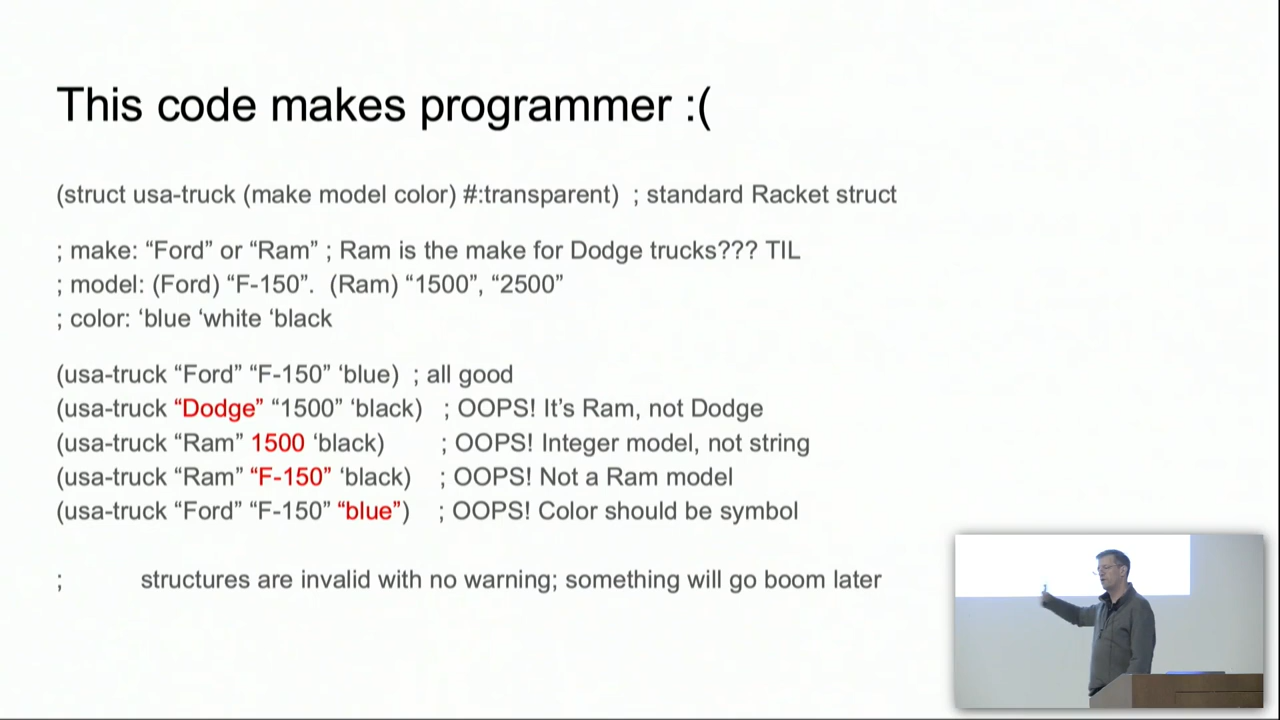 This code makes programmer :(
(struct usa-truck (make model color) #:transparent)  ; standard Racket struct
; make: “Ford” or “Ram” ; Ram is the make for Dodge trucks??? TIL
; model: (Ford) “F-150”.  (Ram) “1500”, “2500”
; color: ‘blue ‘white ‘black
(usa-truck “Ford” “F-150” ‘blue)  ; all good
(usa-truck “Dodge” “1500” ‘black)   ; OOPS! It’s Ram, not Dodge
(usa-truck “Ram” 1500 ‘black)         ; OOPS! Integer model, not string
(usa-truck “Ram” “F-150” ‘black)    ; OOPS! Not a Ram model
(usa-truck “Ford” “F-150” “blue”)    ; OOPS! Color should be symbol
;            structures are invalid with no warning; something will go boom later